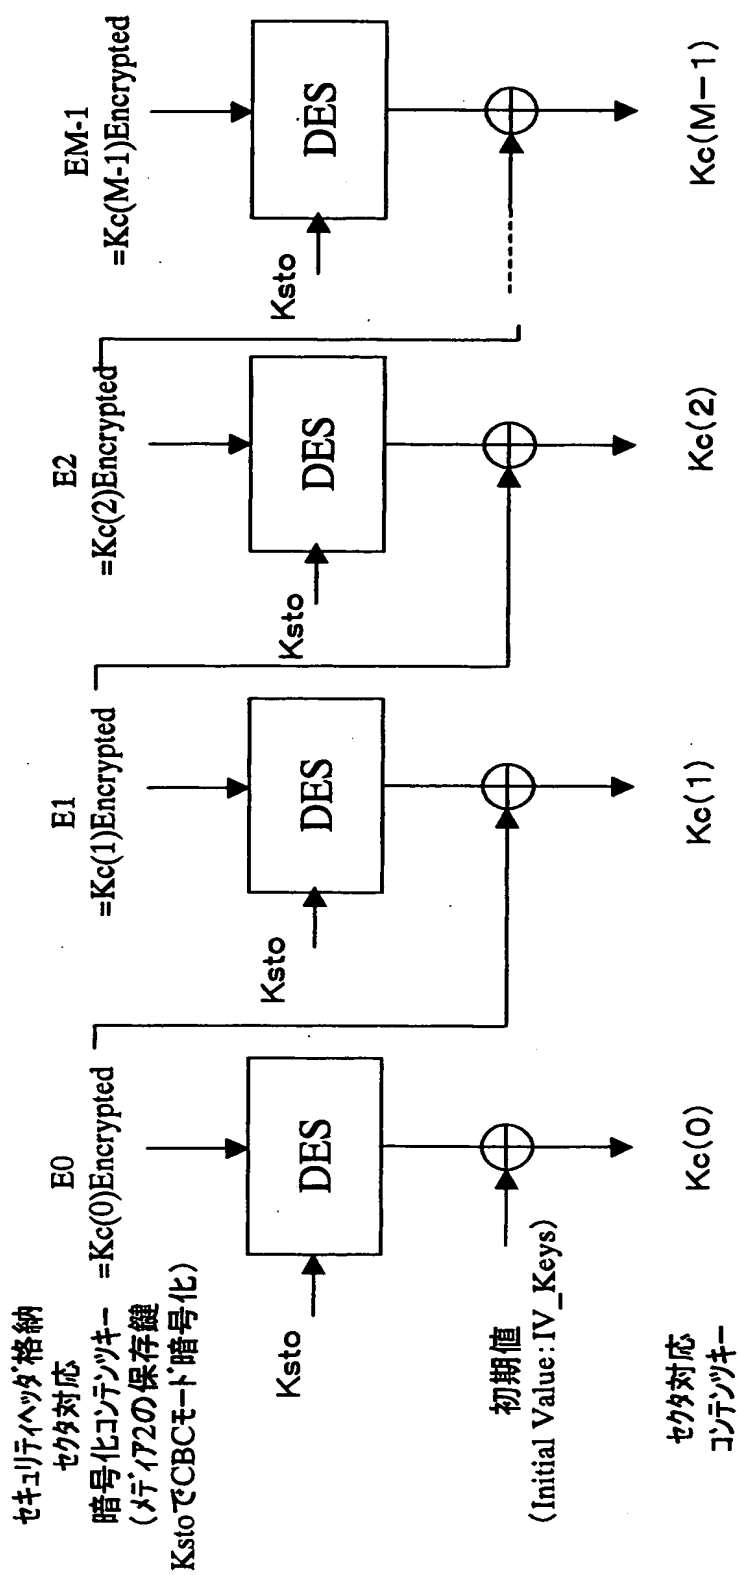 セキュリティヘッダ格納
セクタ対応
暗号化コンテンツキー
(メディア2の保存鍵
KstoでCBCモード暗号化)
E0
=Kc(0)Encrypted
E1
=Kc(1)Encrypted
E2
=Kc(2)Encrypted
EM-1
=Kc(M-1)Encrypted
Ksto
DES
Ksto
DES
Ksto
DES
Ksto
DES
初期値
(Initial Value:IV_Keys)
セクタ対応
コンテンツキー
Kc(0)
Kc(1)
Kc(2)
Kc(M-1)